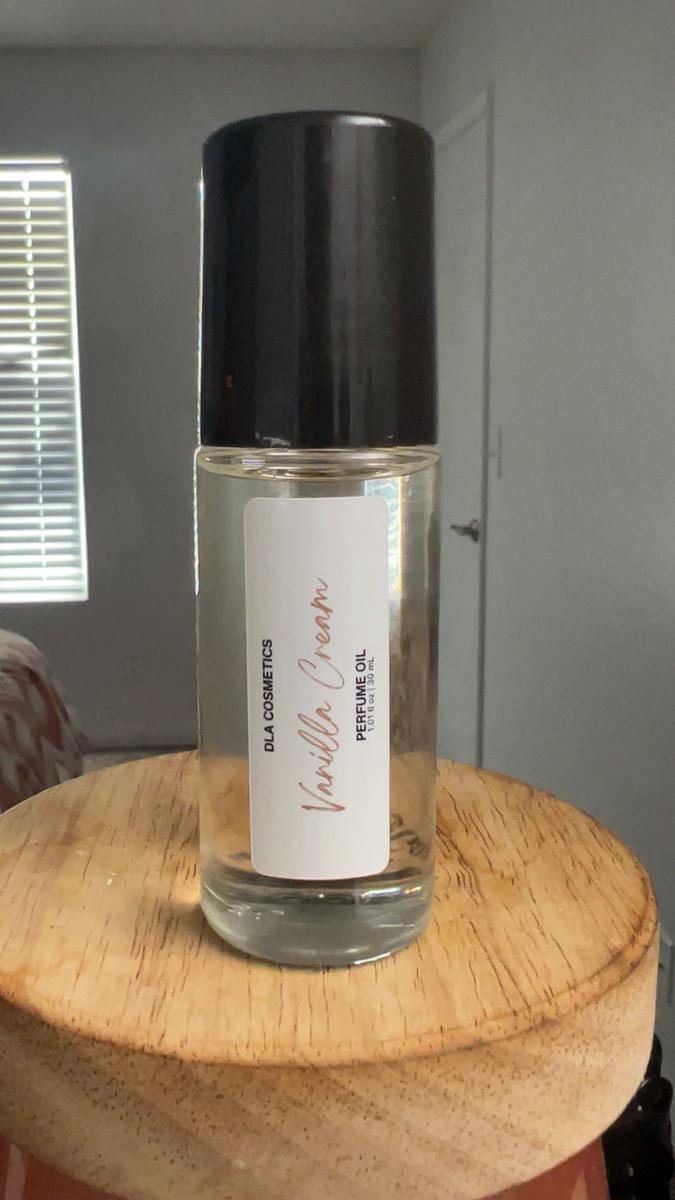 DLA COSMETICS
Vanilla Cream
PERFUME OIL
1.01 fl oz | 30 mL